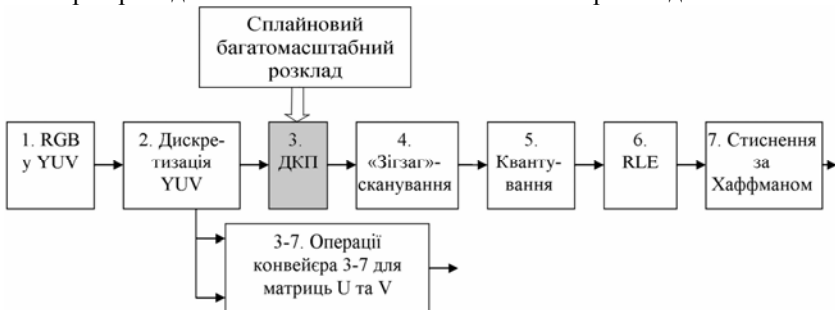 Сплайновий
багатомасштабний
розклад
1. RGB
у YUV
2. Дискре-
тизація
YUV
3.
ДКП
4.
«Зігзаг»-
сканування
5.
Кванту-
вання
6.
RLE
7. Стиснення
за
Хаффманом
3-7. Операції
конвейєра 3-7 для
матриць U та V